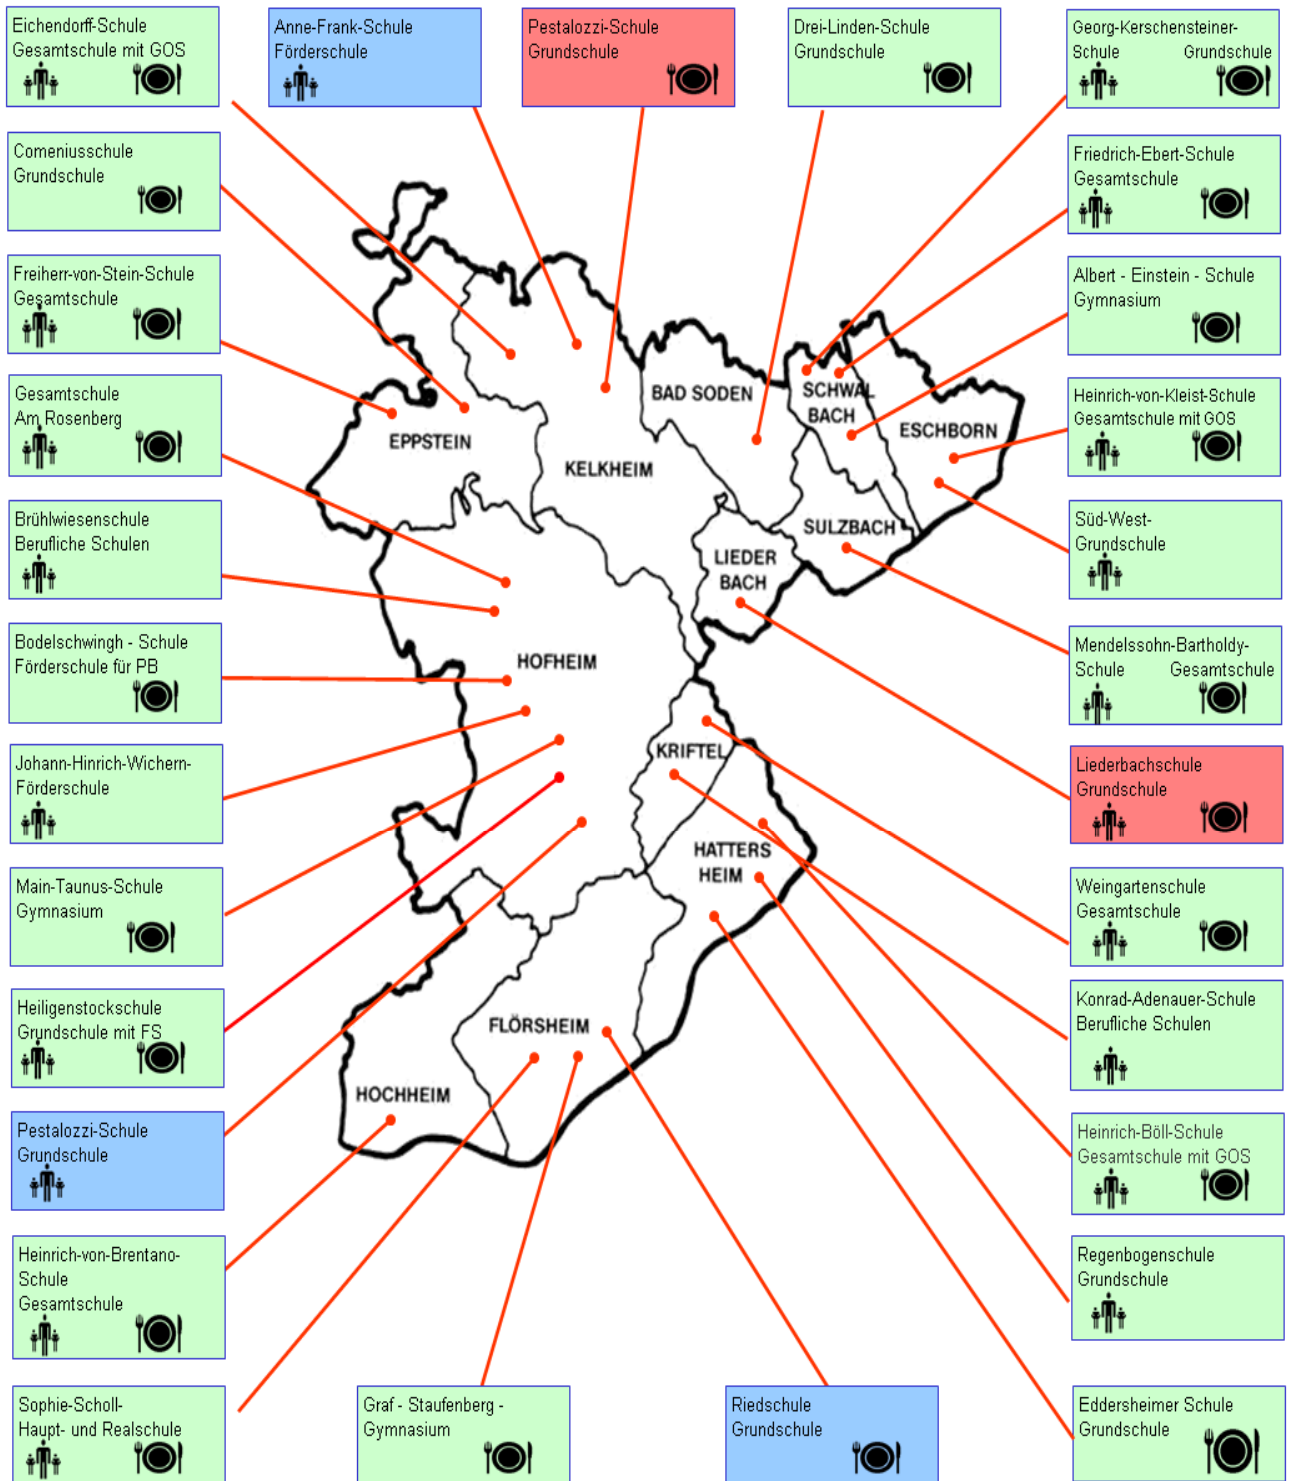 Eichendorff-Schule
Gesamtschule mit GOS
Anne-Frank-Schule
Förderschule
Pestalozzi-Schule
Grundschule
Drei-Linden-Schule
Grundschule
Georg-Kerschensteiner-
Schule Grundschule
Comeniusschule
Grundschule
Friedrich-Ebert-Schule
Gesamtschule
Freiherr-von-Stein-Schule
Gesamtschule
Albert - Einstein - Schule
Gymnasium
Gesamtschule
Am Rosenberg
Heinrich-von-Kleist-Schule
Gesamtschule mit GOS
Brühlwiesenschule
Berufliche Schulen
Süd-West-
Grundschule
Bodelschwingh - Schule
Förderschule für PB
Mendelssohn-Bartholdy-
Schule Gesamtschule
Johann-Hinrich-Wichern-
Förderschule
Liederbachschule
Grundschule
Main-Taunus-Schule
Gymnasium
Weingartenschule
Gesamtschule
Heiligenstockschule
Grundschule mit FS
Konrad-Adenauer-Schule
Berufliche Schulen
Pestalozzi-Schule
Grundschule
Heinrich-Böll-Schule
Gesamtschule mit GOS
Heinrich-von-Brentano-
Schule
Gesamtschule
Regenbogenschule
Grundschule
Sophie-Scholl-
Haupt- und Realschule
Graf - Staufenberg -
Gymnasium
Riedschule
Grundschule
Eddersheimer Schule
Grundschule
BAD SODEN
SCHWAL
BACH
ESCHBORN
EPPSTEIN
KELKHEIM
SULZBACH
LIEDER
BACH
HOFHEIM
KRIFTEL
HATTERS
HEIM
FLÖRSHEIM
HOCHHEIM